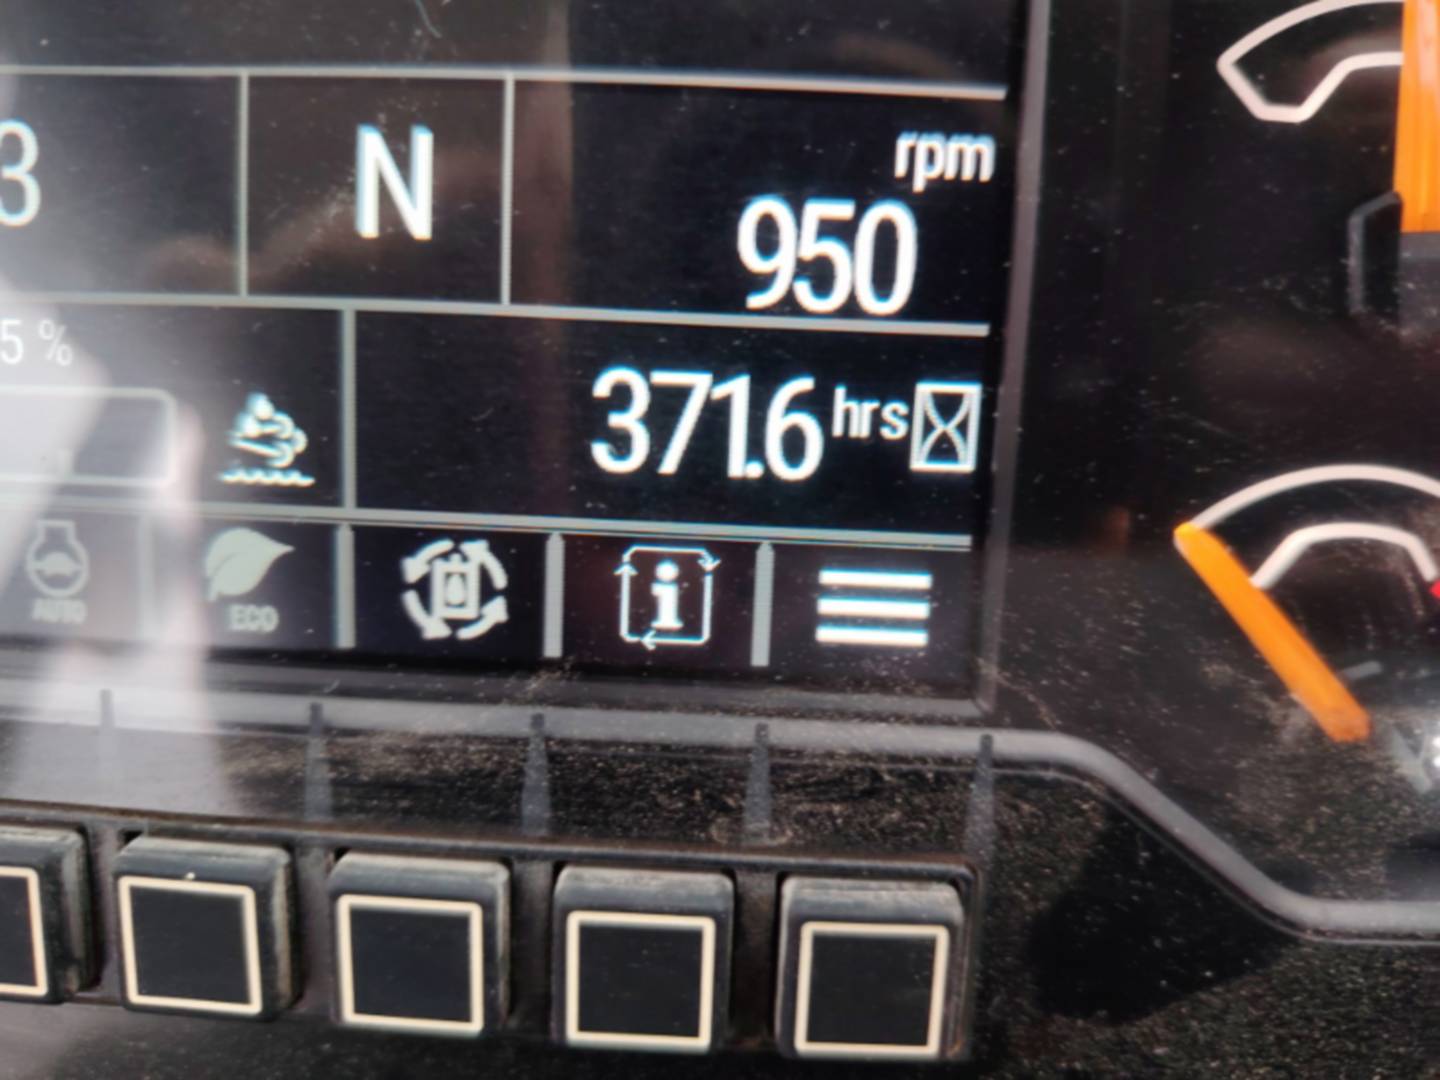 3 N rpm
950
5 %
371.6 hrs
AUTO ECO